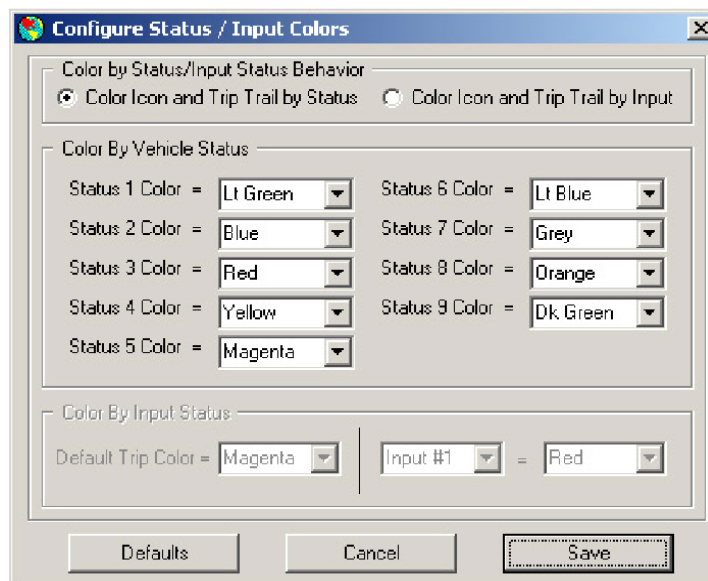 Configure Status / Input Colors
Color by Status/Input Status Behavior
Color Icon and Trip Trail by Status Color Icon and Trip Trail by Input
Color By Vehicle Status
Status 1 Color = Lt Green Status 6 Color = Lt Blue
Status 2 Color = Blue Status 7 Color = Grey
Status 3 Color = Red Status 8 Color = Orange
Status 4 Color = Yellow Status 9 Color = Dk Green
Status 5 Color = Magenta
Color By Input Status
Default Trip Color = Magenta Input #1 = Red
Defaults Cancel Save